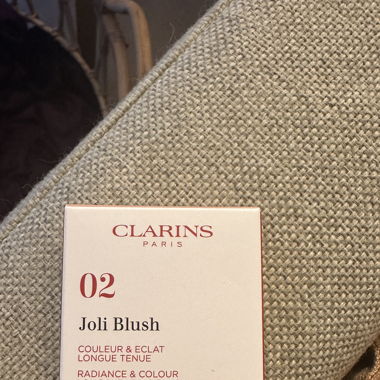 CLARINS
PARIS
02
Joli Blush
COULEUR & ECLAT
LONGUE TENUE
RADIANCE & COLOUR